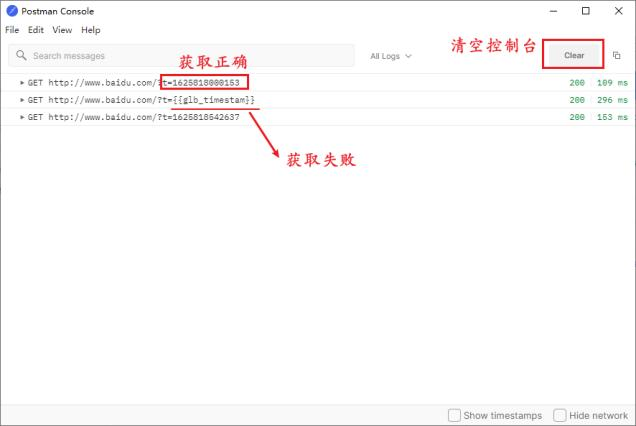 Postman Console
File Edit View Help
Search messages
All Logs
Clear
清空控制台
获取正确
GET http://www.baidu.com/?t=1625818000153 200 109 ms
GET http://www.baidu.com/?t={{glb_timestam}} 200 296 ms
GET http://www.baidu.com/?t=1625818542637 200 153 ms
获取失败
Show timestamps Hide network